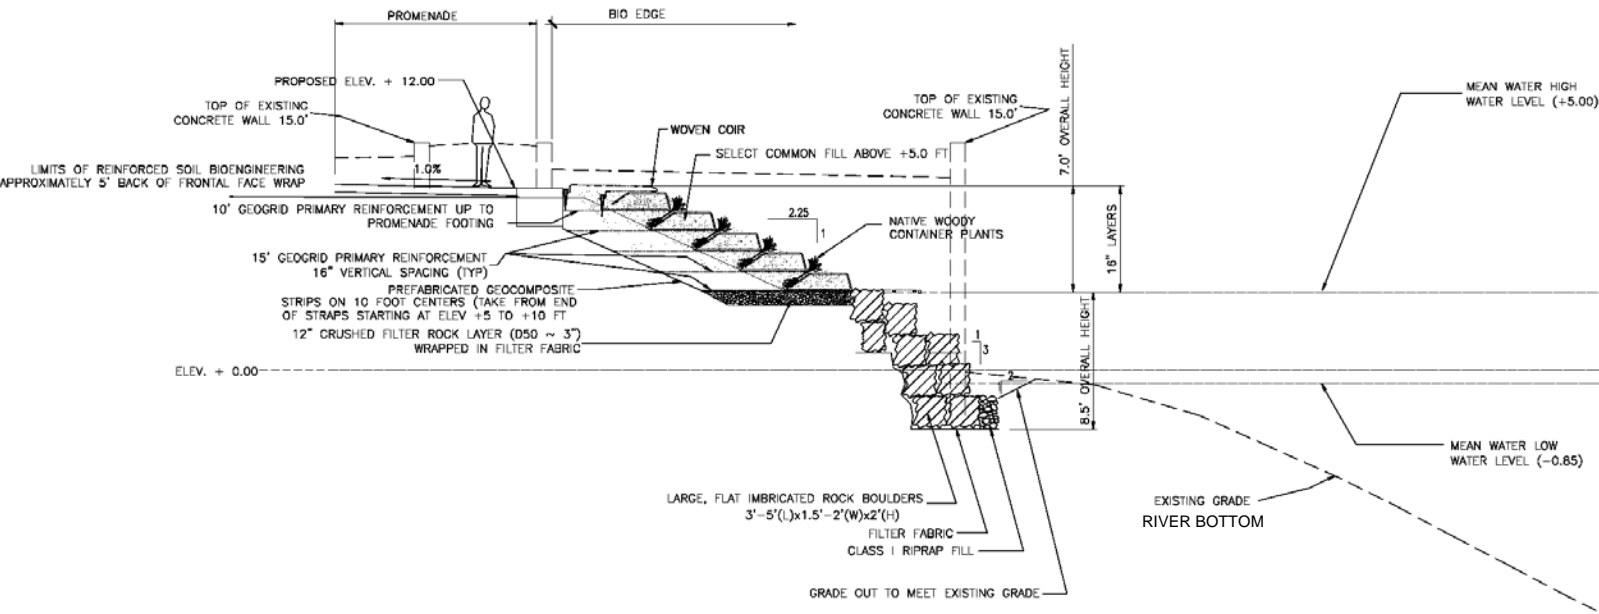 PROMENADE
BIO EDGE
PROPOSED ELEV. + 12.00
TOP OF EXISTING
CONCRETE WALL 15.0'
LIMITS OF REINFORCED SOIL BIOENGINEERING
APPROXIMATELY 5' BACK OF FRONTAL FACE WRAP
1.0%
10' GEOGRID PRIMARY REINFORCEMENT UP TO
PROMENADE FOOTING
15' GEOGRID PRIMARY REINFORCEMENT
16" VERTICAL SPACING (TYP)
PREFABRICATED GEOCOMPOSITE
STRIPS ON 10 FOOT CENTERS (TAKE FROM END
OF STRAPS STARTING AT ELEV +5 TO +10 FT
12" CRUSHED FILTER ROCK LAYER (D50 ~ 3")
WRAPPED IN FILTER FABRIC
ELEV. + 0.00
WOVEN COIR
SELECT COMMON FILL ABOVE +5.0 FT
TOP OF EXISTING
CONCRETE WALL 15.0'
2.25
1
NATIVE WOODY
CONTAINER PLANTS
7.0' OVERALL HEIGHT
16" LAYERS
8.5' OVERALL HEIGHT
1
3
2
MEAN WATER HIGH
WATER LEVEL (+5.00)
MEAN WATER LOW
WATER LEVEL (-0.85)
EXISTING GRADE
RIVER BOTTOM
LARGE, FLAT IMBRICATED ROCK BOULDERS
3'-5'(L)x1.5'-2'(W)x2'(H)
FILTER FABRIC
CLASS I RIPRAP FILL
GRADE OUT TO MEET EXISTING GRADE